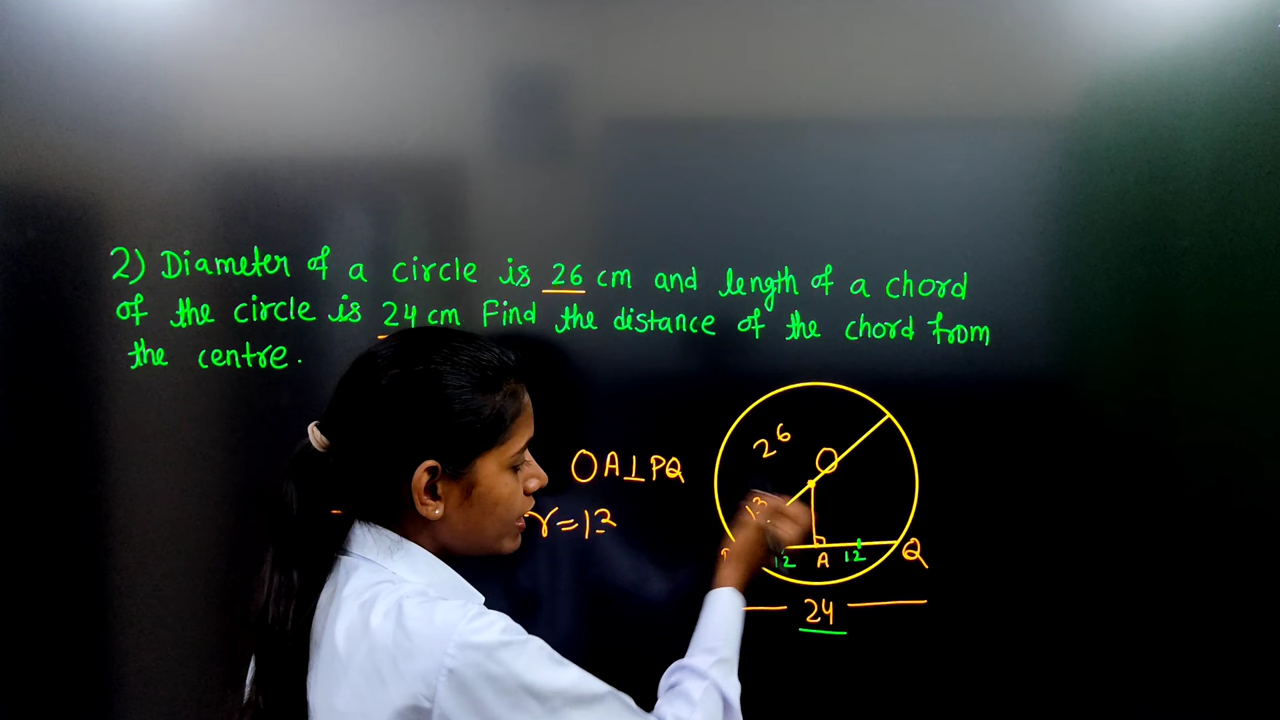 2) Diameter of a circle is 26 cm and length of a chord
of the circle is 24 cm Find the distance of the chord from
the centre.
OA⊥PQ
r=13
26
O
13
12 A 12 Q
24